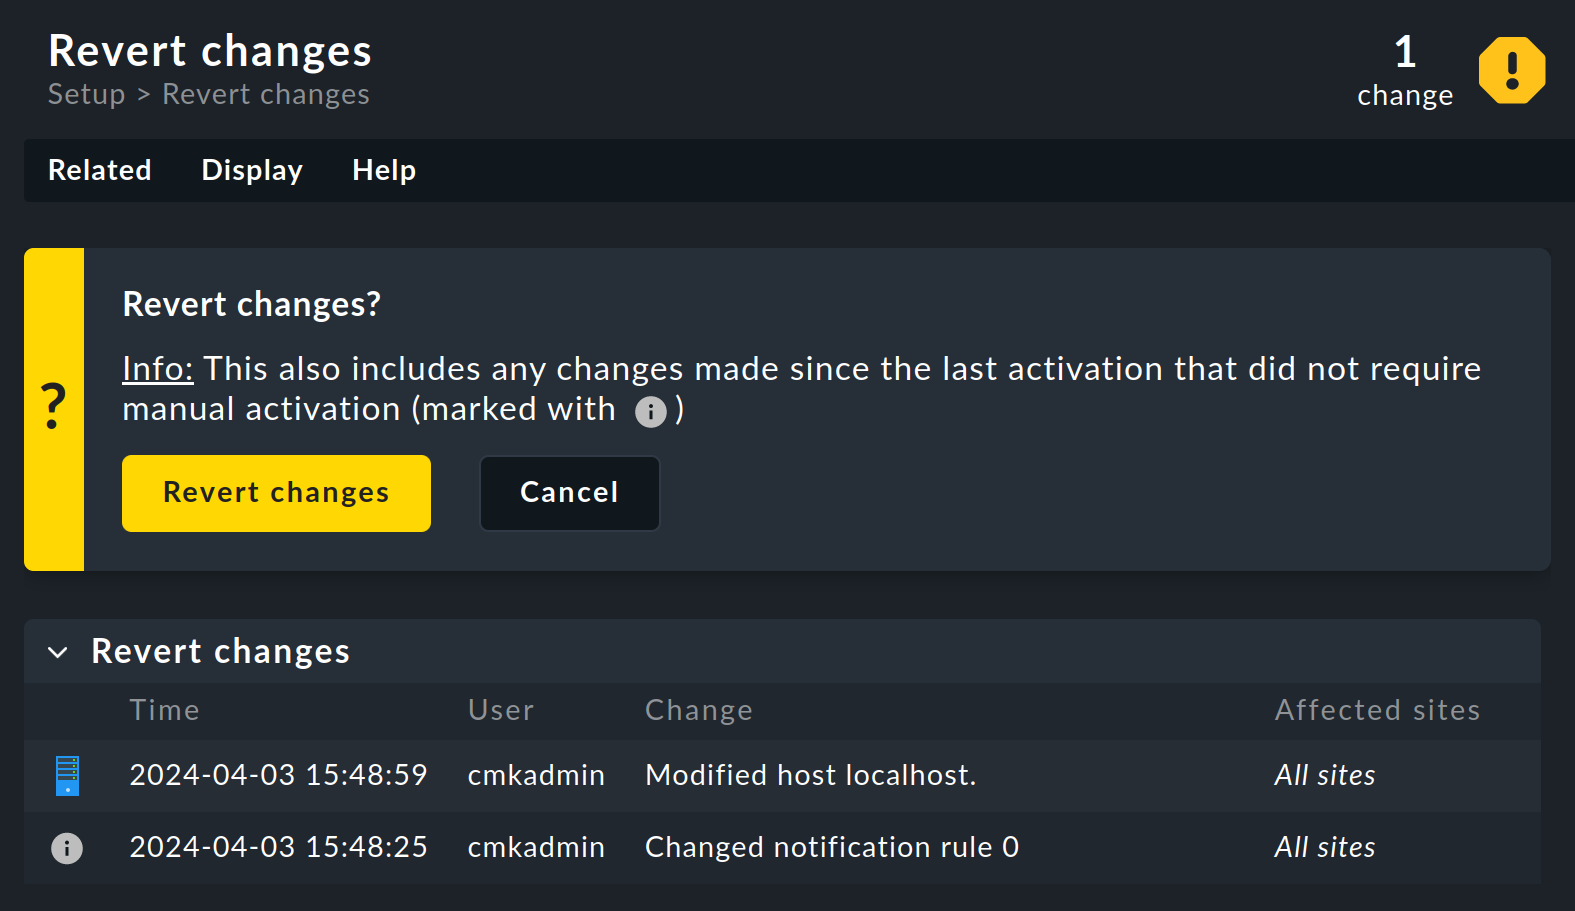 Revert changes
Setup > Revert changes
1
change
Related Display Help
Revert changes?
Info: This also includes any changes made since the last activation that did not require
manual activation (marked with i )
?
Revert changes Cancel
Revert changes
Time User Change Affected sites
2024-04-03 15:48:59 cmkadmin Modified host localhost. All sites
2024-04-03 15:48:25 cmkadmin Changed notification rule 0 All sites